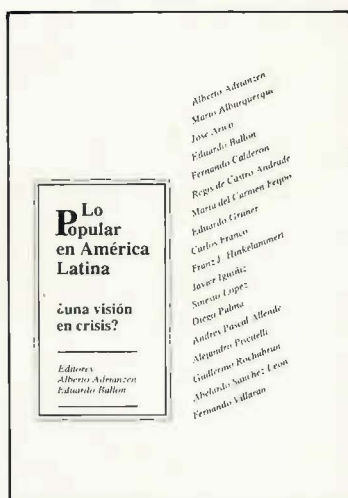 Lo
Popular
en América
Latina
¿una visión
en crisis?
Editores
Alberto Adrianzen
Eduardo Ballon
Alberto Adrianzen
Mario Alburquerque
Jose Arico
Eduardo Ballon
Fernando Calderon
Regis de Castro Andrade
Maria del Carmen Feijoo
Eduardo Gruner
Carlos Franco
Franz J. Hinkelammert
Javier Iguiñiz
Sinesio Lopez
Diego Palma
Andres Pascal Allende
Alejandro Piscitelli
Guillermo Rochabrun
Abelardo Sanchez Leon
Fernando Villaran